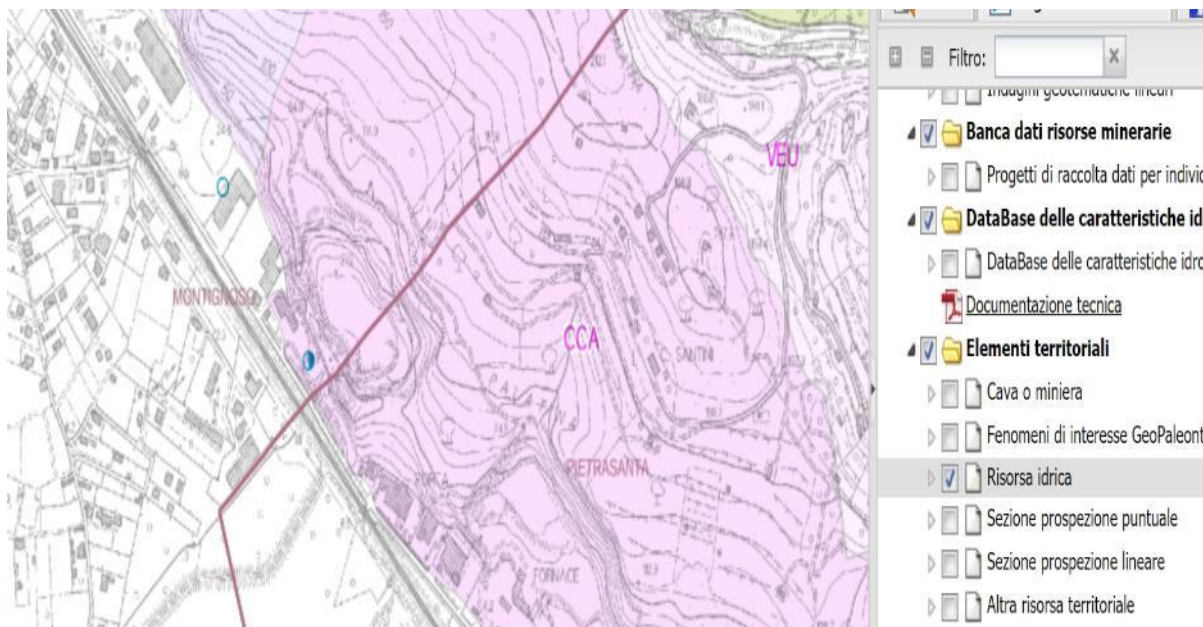 MONTIGNOSO
VEU
CCA
SANTINI
PIETRASANTA
FORNACE
Filtro:
Banca dati risorse minerarie
Progetti di raccolta dati per individ
DataBase delle caratteristiche id
DataBase delle caratteristiche idro
Documentazione tecnica
Elementi territoriali
Cava o miniera
Fenomeni di interesse GeoPaleont
Risorsa idrica
Sezione prospezione puntuale
Sezione prospezione lineare
Altra risorsa territoriale